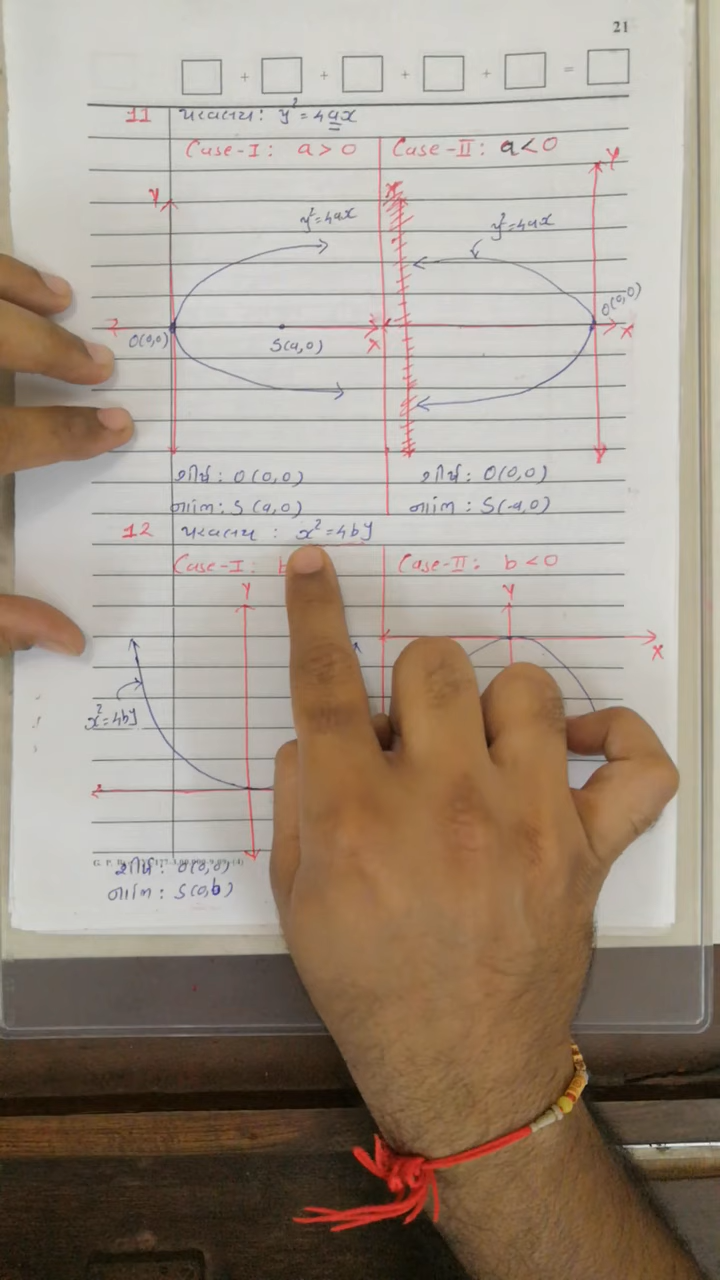 21
+ + + + =
11 પરવલય: y² = 4ax
Case-I: a > 0 Case-II: a < 0
Y X Y
y² = 4ax y² = 4ax
O(0,0) S(a,0) X O(0,0) X
શીર્ષ: O(0,0) શીર્ષ: O(0,0)
નાભિ: S(a,0) નાભિ: S(-a,0)
12 પરવલય : x² = 4by
Case-I: b Case-II: b < 0
Y Y
X
x² = 4by
શીર્ષ: O(0,0)
નાભિ: S(0,b)